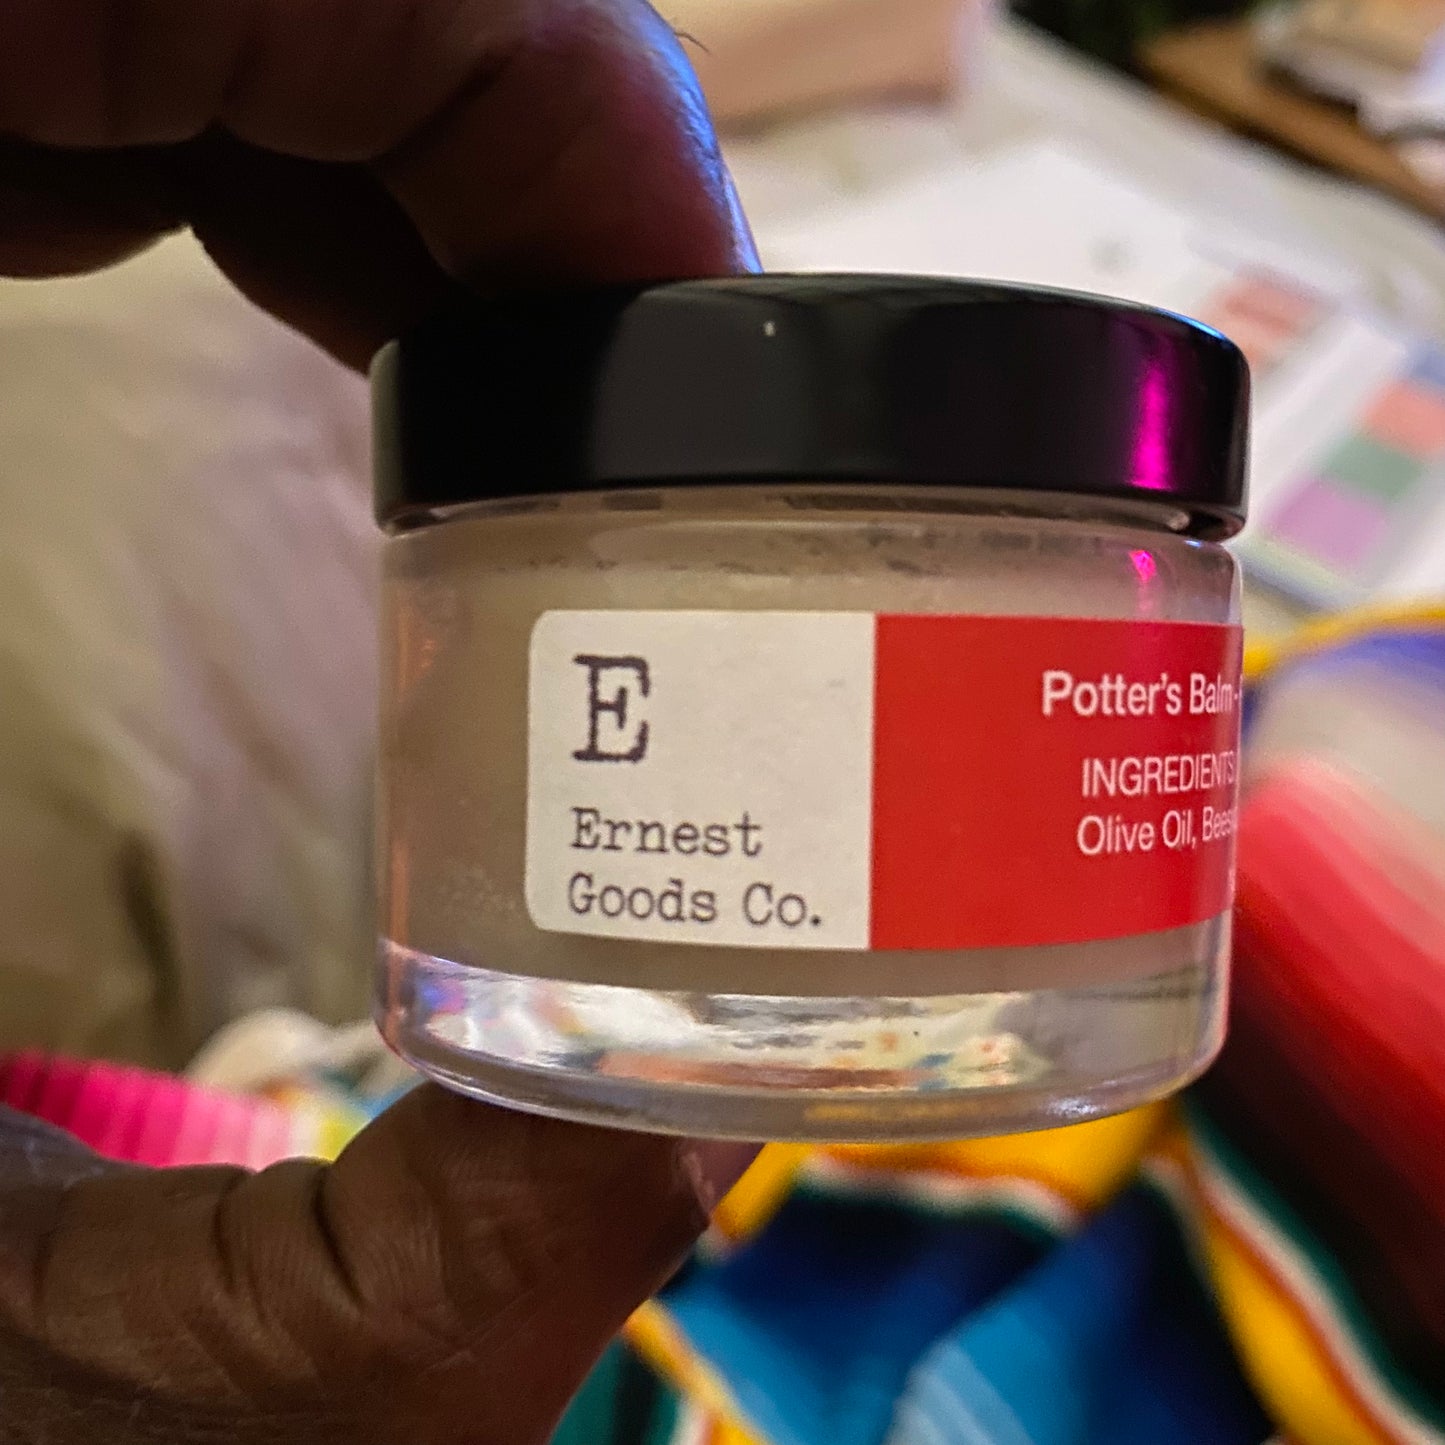 E
Ernest
Goods Co.
Potter's Balm -
INGREDIENTS
Olive Oil,